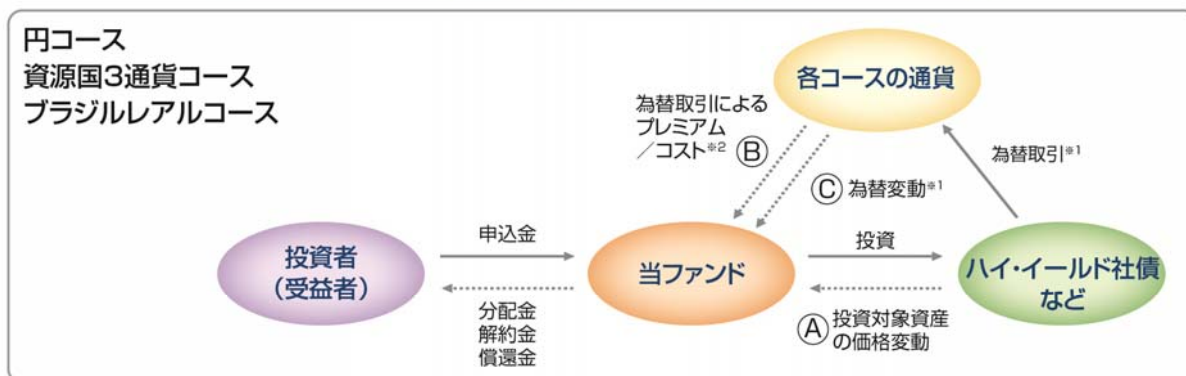 円コース
資源国3通貨コース
ブラジルレアルコース
各コースの通貨
為替取引による
プレミアム
／コスト※2 Ⓑ
為替取引※1
Ⓒ 為替変動※1
投資者
（受益者）
申込金
当ファンド
投資
ハイ・イールド社債
など
分配金
解約金
償還金
Ⓐ 投資対象資産
の価格変動